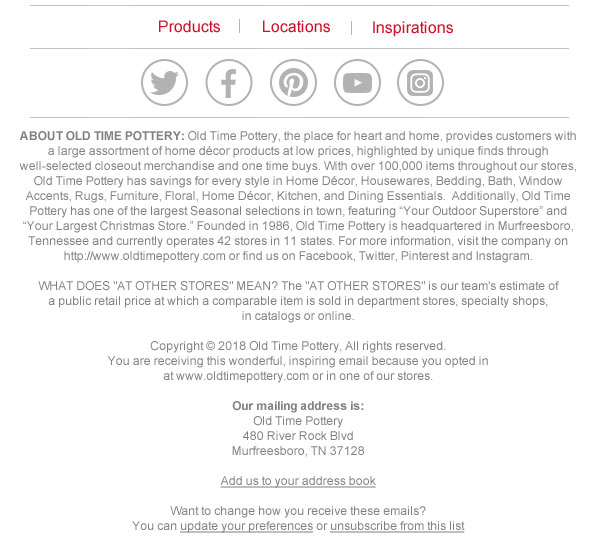 Products | Locations | Inspirations
ABOUT OLD TIME POTTERY: Old Time Pottery, the place for heart and home, provides customers with
a large assortment of home décor products at low prices, highlighted by unique finds through
well-selected closeout merchandise and one time buys. With over 100,000 items throughout our stores,
Old Time Pottery has savings for every style in Home Décor, Housewares, Bedding, Bath, Window
Accents, Rugs, Furniture, Floral, Home Décor, Kitchen, and Dining Essentials.  Additionally, Old Time
Pottery has one of the largest Seasonal selections in town, featuring “Your Outdoor Superstore” and
“Your Largest Christmas Store.” Founded in 1986, Old Time Pottery is headquartered in Murfreesboro,
Tennessee and currently operates 42 stores in 11 states. For more information, visit the company on
http://www.oldtimepottery.com or find us on Facebook, Twitter, Pinterest and Instagram.
WHAT DOES "AT OTHER STORES" MEAN? The "AT OTHER STORES" is our team's estimate of
a public retail price at which a comparable item is sold in department stores, specialty shops,
in catalogs or online.
Copyright © 2018 Old Time Pottery, All rights reserved.
You are receiving this wonderful, inspiring email because you opted in
at www.oldtimepottery.com or in one of our stores.
Our mailing address is:
Old Time Pottery
480 River Rock Blvd
Murfreesboro, TN 37128
Add us to your address book
Want to change how you receive these emails?
You can update your preferences or unsubscribe from this list